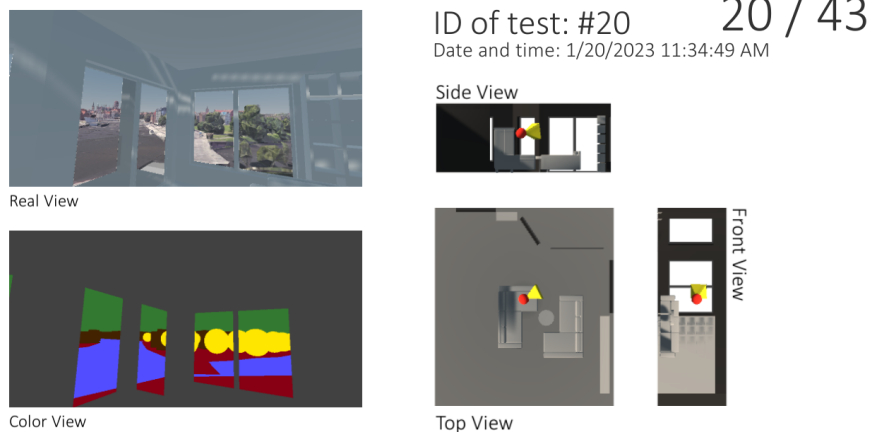 ID of test: #20
20 / 43
Date and time: 1/20/2023 11:34:49 AM
Side View
Real View
Front View
Color View
Top View